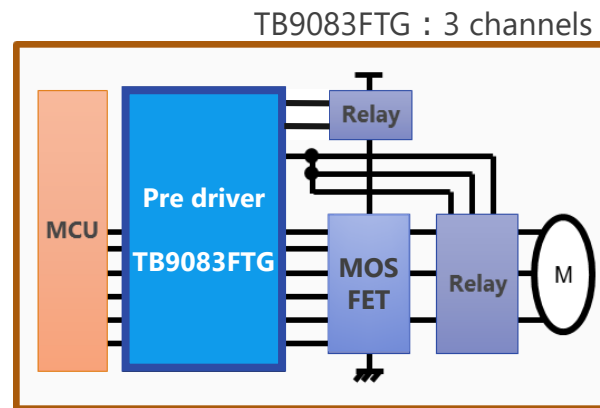 TB9083FTG : 3 channels
Relay
Pre driver
TB9083FTG
MCU
MOS
FET
Relay
M